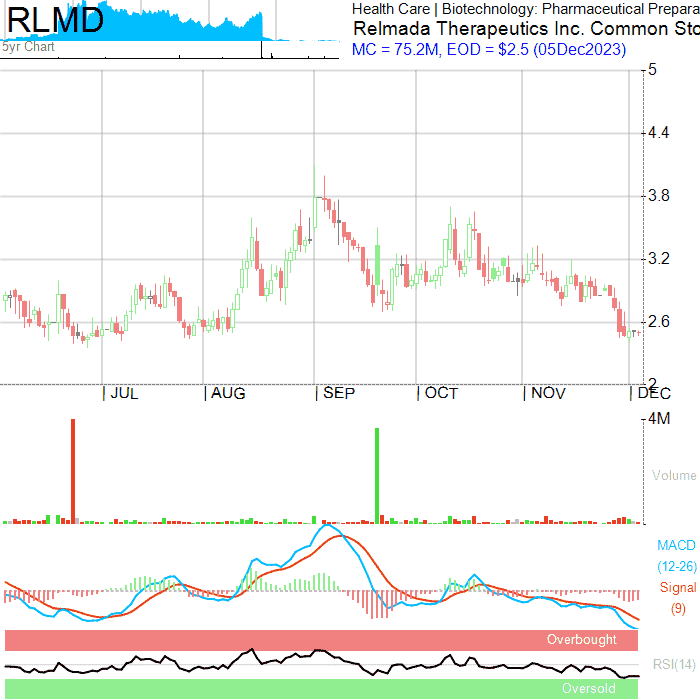 RLMD
5yr Chart
Health Care | Biotechnology: Pharmaceutical Prepara
Relmada Therapeutics Inc. Common Sto
MC = 75.2M, EOD = $2.5 (05Dec2023)
5
4.4
3.8
3.2
2.6
2
| JUL | AUG | SEP | OCT | NOV | DEC
4M
Volume
MACD
(12-26)
Signal
(9)
Overbought
RSI(14)
Oversold